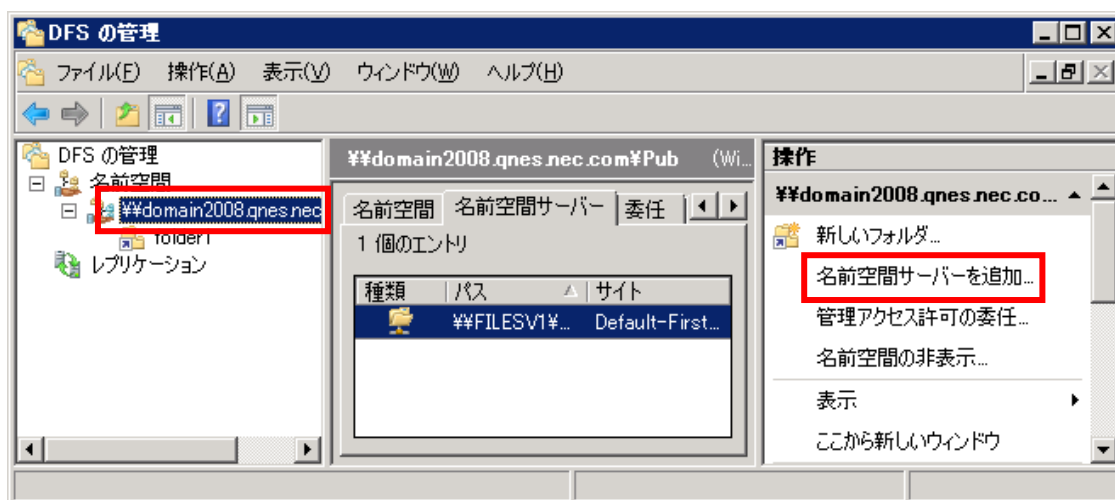 DFS の管理
ファイル(F) 操作(A) 表示(V) ウィンドウ(W) ヘルプ(H)
DFS の管理
名前空間
¥¥domain2008.qnes.nec
folder1
レプリケーション
¥¥domain2008.qnes.nec.com¥Pub (Wi...
名前空間 名前空間サーバー 委任
1 個のエントリ
種類 パス サイト
¥¥FILESV1¥... Default-First...
操作
¥¥domain2008.qnes.nec.co...
新しいフォルダ...
名前空間サーバーを追加...
管理アクセス許可の委任...
名前空間の非表示...
表示
ここから新しいウィンドウ